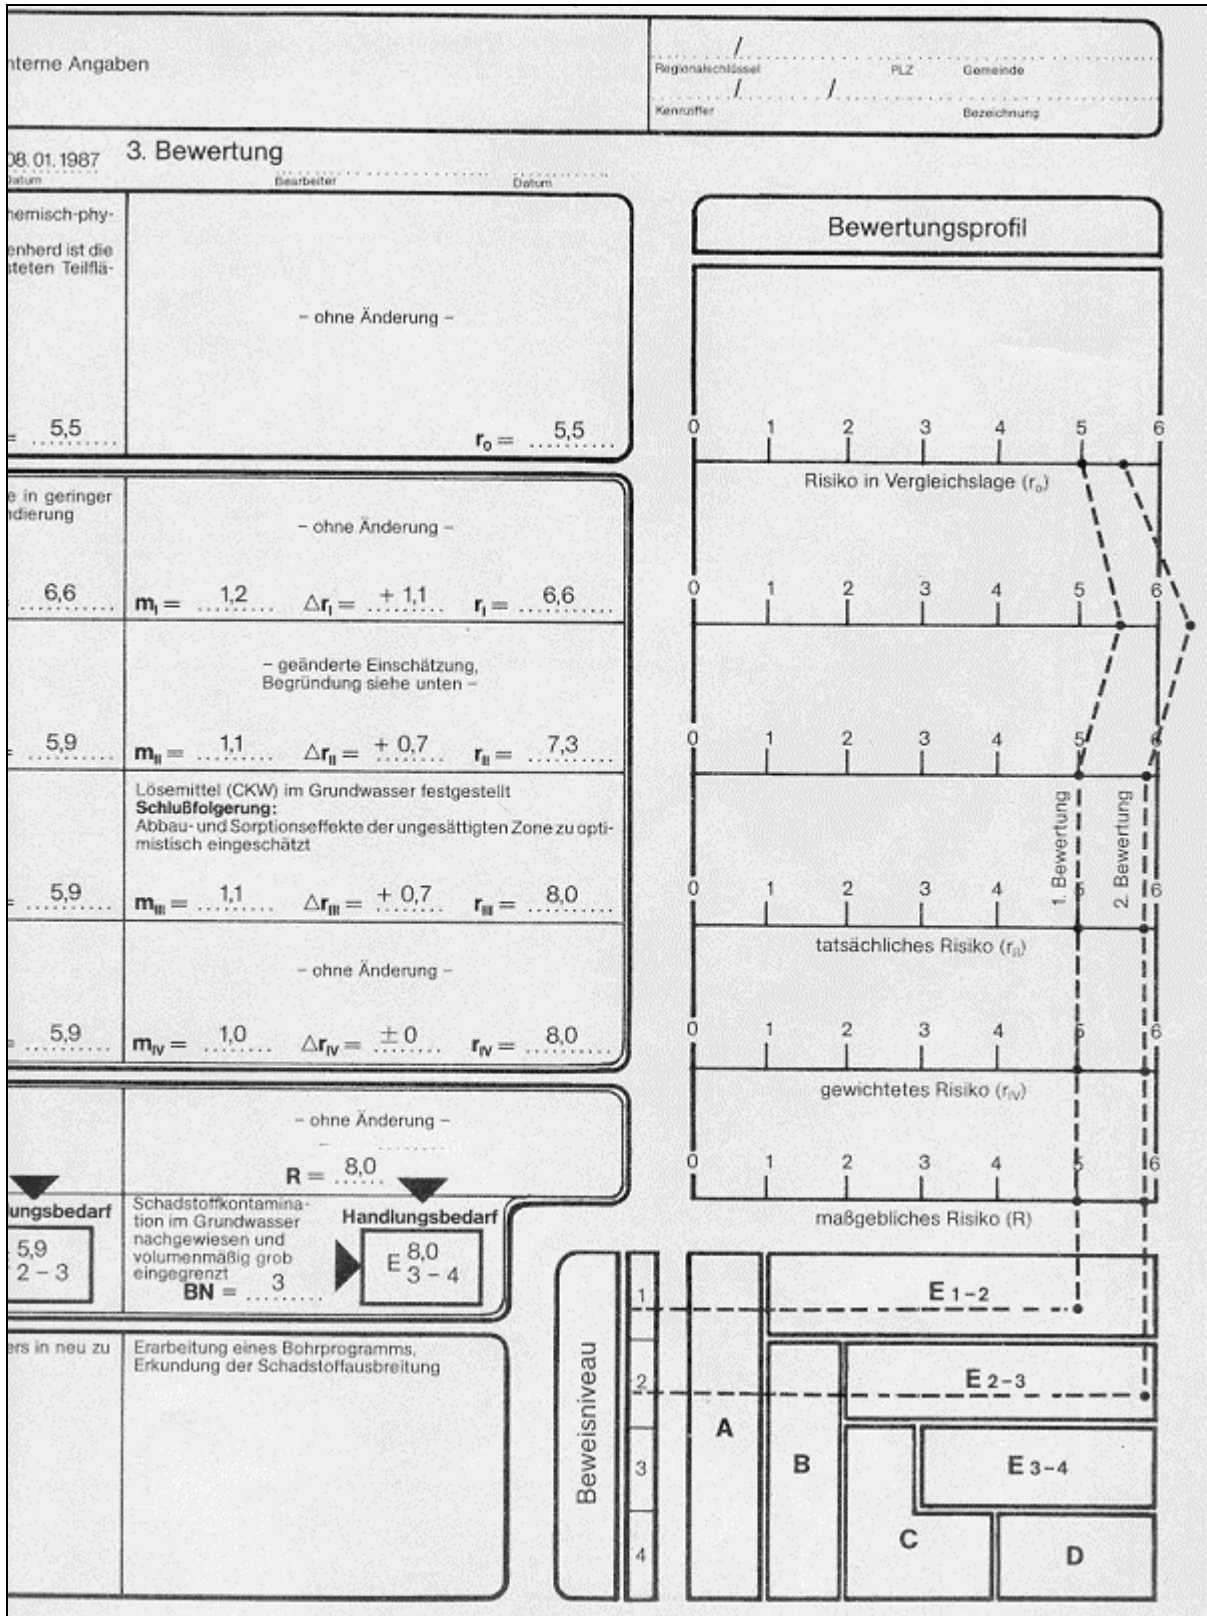 nterne Angaben
/
Regionalschlüssel PLZ Gemeinde
/ /
Kennziffer Bezeichnung
08.01.1987 3. Bewertung
Datum Bearbeiter Datum
hemisch-phy-
enherd ist die
steten Teilflä-
– ohne Änderung –
= 5,5
r₀ = 5,5
e in geringer
ndierung
– ohne Änderung –
6,6
mI = 1,2 △rI = + 1,1 rI = 6,6
– geänderte Einschätzung,
Begründung siehe unten –
= 5,9
mII = 1,1 △rII = + 0,7 rII = 7,3
Lösemittel (CKW) im Grundwasser festgestellt
Schlußfolgerung:
Abbau- und Sorptionseffekte der ungesättigten Zone zu opti-
mistisch eingeschätzt
= 5,9
mIII = 1,1 △rIII = + 0,7 rIII = 8,0
– ohne Änderung –
= 5,9
mIV = 1,0 △rIV = ± 0 rIV = 8,0
– ohne Änderung –
R = 8,0
ungsbedarf
5,9
2 – 3
Schadstoffkontamina-
tion im Grundwasser
nachgewiesen und
volumenmäßig grob
eingegrenzt
BN = 3
Handlungsbedarf
E 8,0
3 – 4
ers in neu zu
Erarbeitung eines Bohrprogramms,
Erkundung der Schadstoffausbreitung
Bewertungsprofil
0 1 2 3 4 5 6
Risiko in Vergleichslage (r₀)
0 1 2 3 4 5 6
0 1 2 3 4 5 6
1. Bewertung
2. Bewertung
0 1 2 3 4 5 6
tatsächliches Risiko (rIII)
0 1 2 3 4 5 6
gewichtetes Risiko (rIV)
0 1 2 3 4 5 6
maßgebliches Risiko (R)
Beweisniveau
1
2
3
4
A
B
C
D
E 1–2
E 2–3
E 3–4